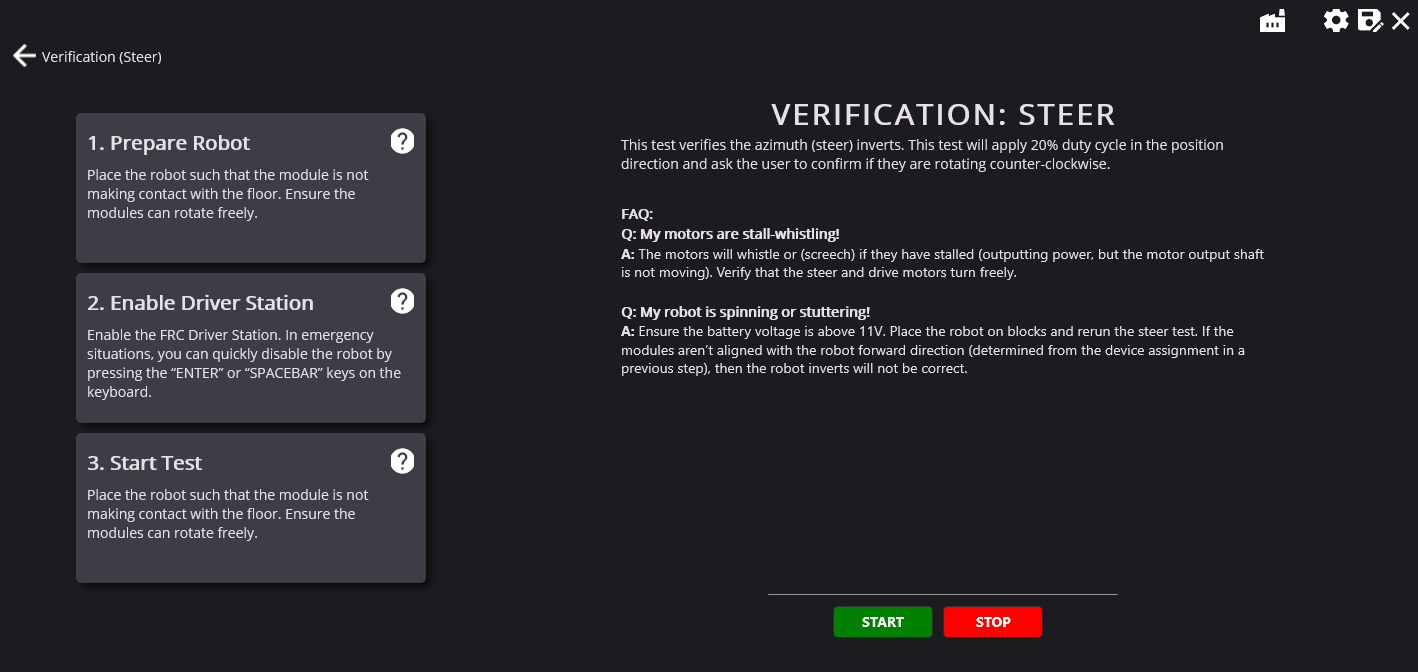 Verification (Steer)
1. Prepare Robot
?
Place the robot such that the module is not
making contact with the floor. Ensure the
modules can rotate freely.
2. Enable Driver Station
?
Enable the FRC Driver Station. In emergency
situations, you can quickly disable the robot by
pressing the “ENTER” or “SPACEBAR” keys on the
keyboard.
3. Start Test
?
Place the robot such that the module is not
making contact with the floor. Ensure the
modules can rotate freely.
VERIFICATION: STEER
This test verifies the azimuth (steer) inverts. This test will apply 20% duty cycle in the position
direction and ask the user to confirm if they are rotating counter-clockwise.
FAQ:
Q: My motors are stall-whistling!
A: The motors will whistle or (screech) if they have stalled (outputting power, but the motor output shaft
is not moving). Verify that the steer and drive motors turn freely.
Q: My robot is spinning or stuttering!
A: Ensure the battery voltage is above 11V. Place the robot on blocks and rerun the steer test. If the
modules aren’t aligned with the robot forward direction (determined from the device assignment in a
previous step), then the robot inverts will not be correct.
START
STOP